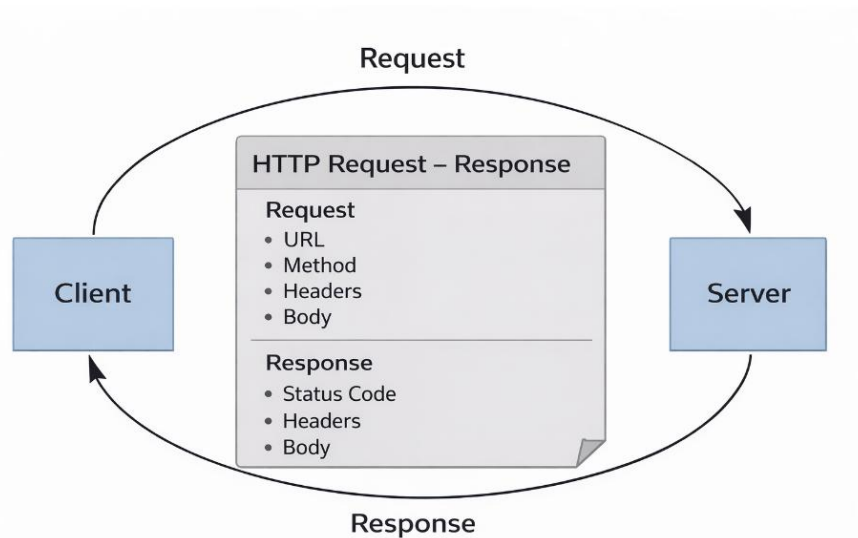 Request
HTTP Request – Response
Request
• URL
• Method
• Headers
• Body
Client
Server
Response
• Status Code
• Headers
• Body
Response